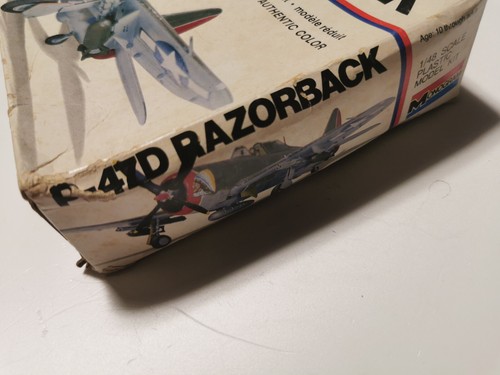 modèle réduit
AUTHENTIC COLOR
P-47D RAZORBACK
1/48 SCALE
PLASTIC
MODEL KIT